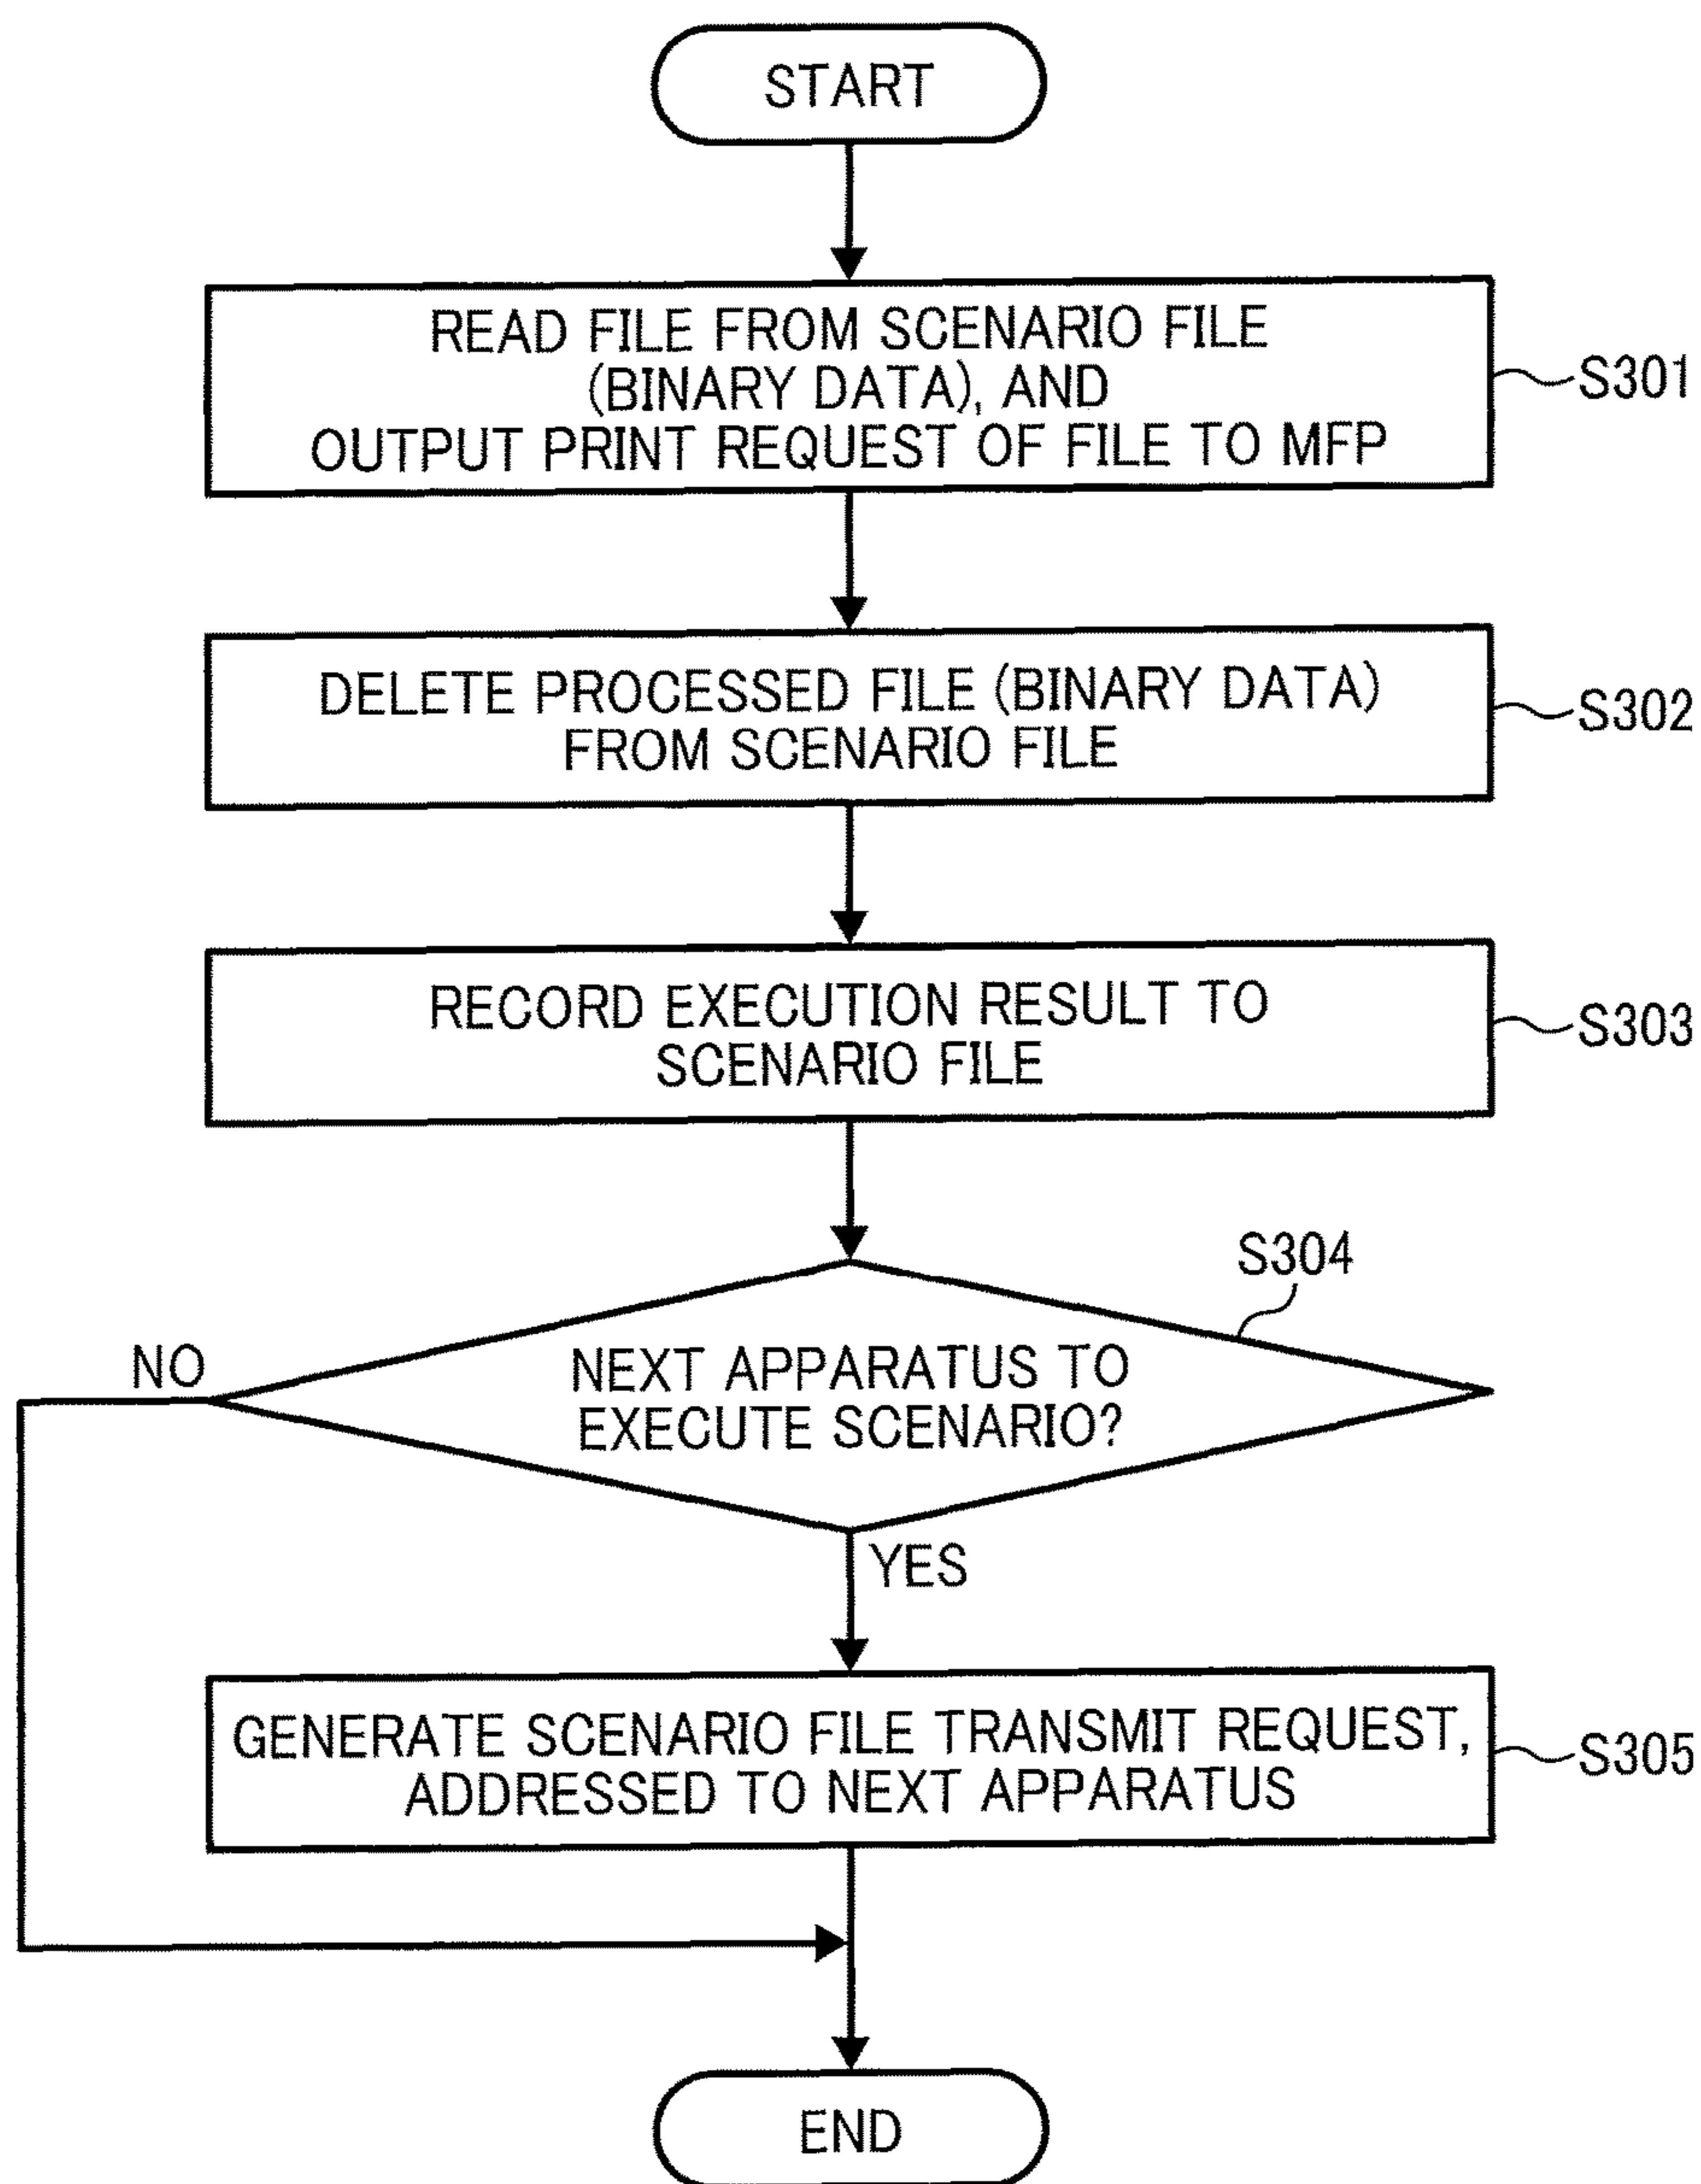 START
READ FILE FROM SCENARIO FILE
(BINARY DATA), AND
OUTPUT PRINT REQUEST OF FILE TO MFP
S301
DELETE PROCESSED FILE (BINARY DATA)
FROM SCENARIO FILE
S302
RECORD EXECUTION RESULT TO
SCENARIO FILE
S303
S304
NO
NEXT APPARATUS TO
EXECUTE SCENARIO?
YES
GENERATE SCENARIO FILE TRANSMIT REQUEST,
ADDRESSED TO NEXT APPARATUS
S305
END